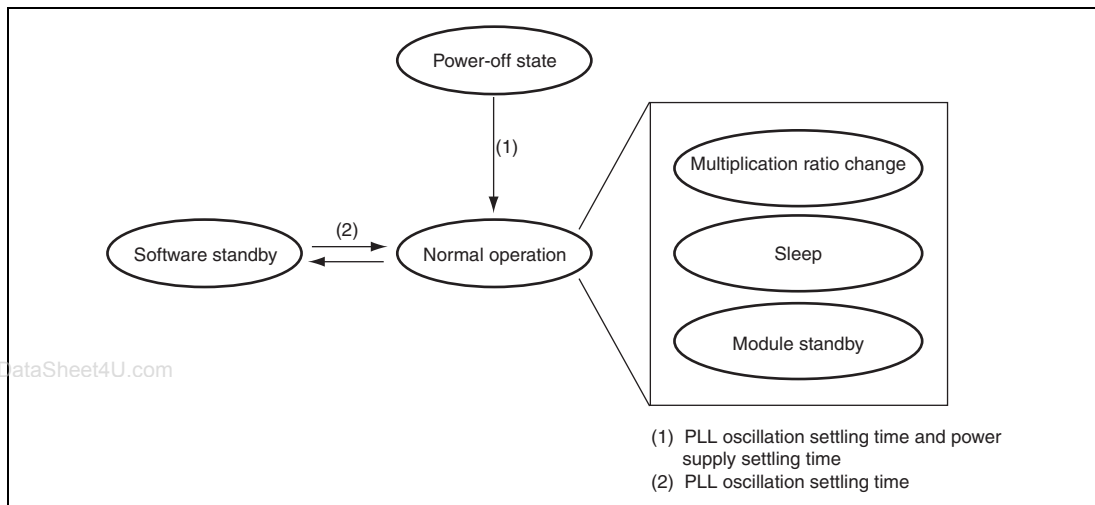 Power-off state
(1)
Multiplication ratio change
(2)
Software standby
Normal operation
Sleep
Module standby
DataSheet4U.com
(1) PLL oscillation settling time and power
supply settling time
(2) PLL oscillation settling time